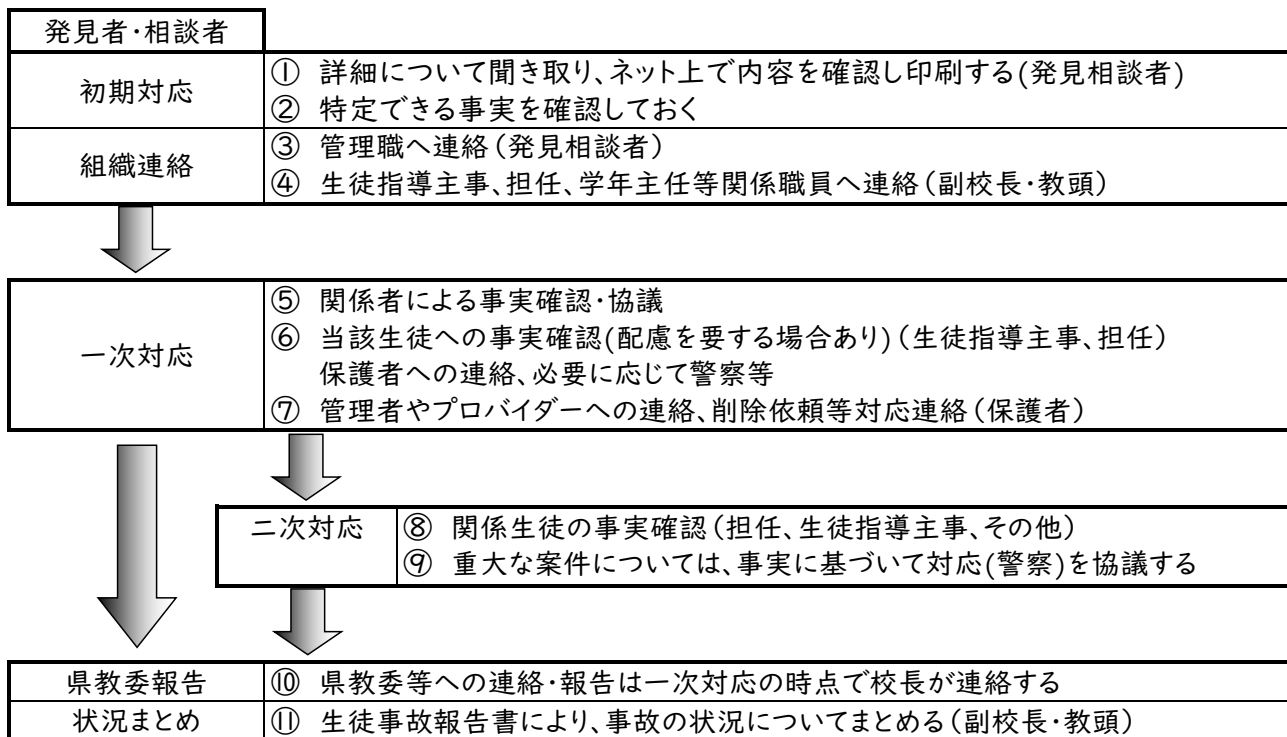 発見者・相談者
初期対応
① 詳細について聞き取り、ネット上で内容を確認し印刷する(発見相談者)
② 特定できる事実を確認しておく
組織連絡
③ 管理職へ連絡(発見相談者)
④ 生徒指導主事、担任、学年主任等関係職員へ連絡(副校長・教頭)
一次対応
⑤ 関係者による事実確認・協議
⑥ 当該生徒への事実確認(配慮を要する場合あり)(生徒指導主事、担任)
保護者への連絡、必要に応じて警察等
⑦ 管理者やプロバイダーへの連絡、削除依頼等対応連絡(保護者)
二次対応
⑧ 関係生徒の事実確認(担任、生徒指導主事、その他)
⑨ 重大な案件については、事実に基づいて対応(警察)を協議する
県教委報告
⑩ 県教委等への連絡・報告は一次対応の時点で校長が連絡する
状況まとめ
⑪ 生徒事故報告書により、事故の状況についてまとめる(副校長・教頭)